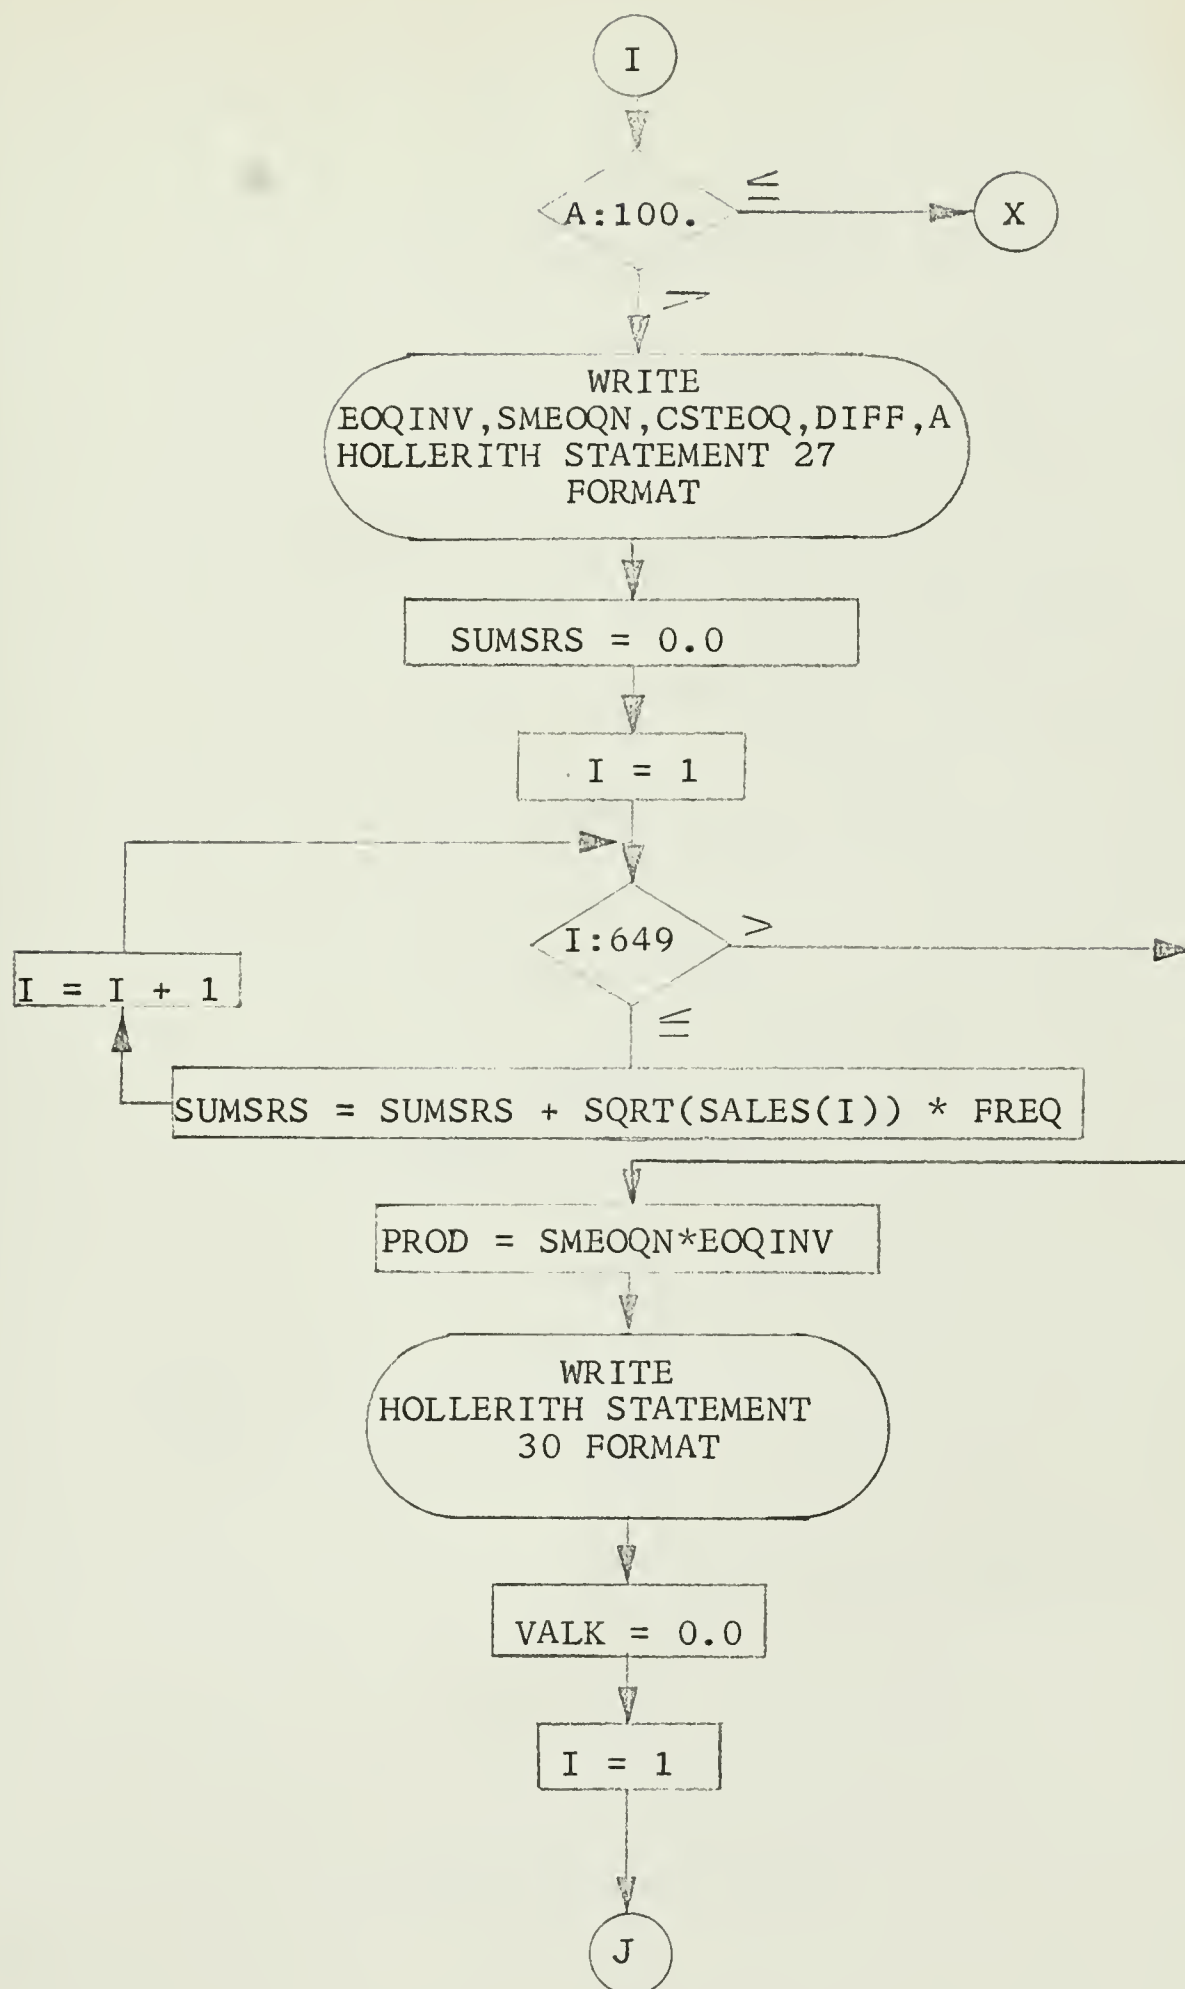 I
≦
A:100.
X
>
WRITE
EOQINV,SMEOQN,CSTEOQ,DIFF,A
HOLLERITH STATEMENT 27
FORMAT
SUMSRS = 0.0
I = 1
I:649
>
I = I + 1
≦
SUMSRS = SUMSRS + SQRT(SALES(I)) * FREQ
PROD = SMEOQN*EOQINV
WRITE
HOLLERITH STATEMENT
30 FORMAT
VALK = 0.0
I = 1
J